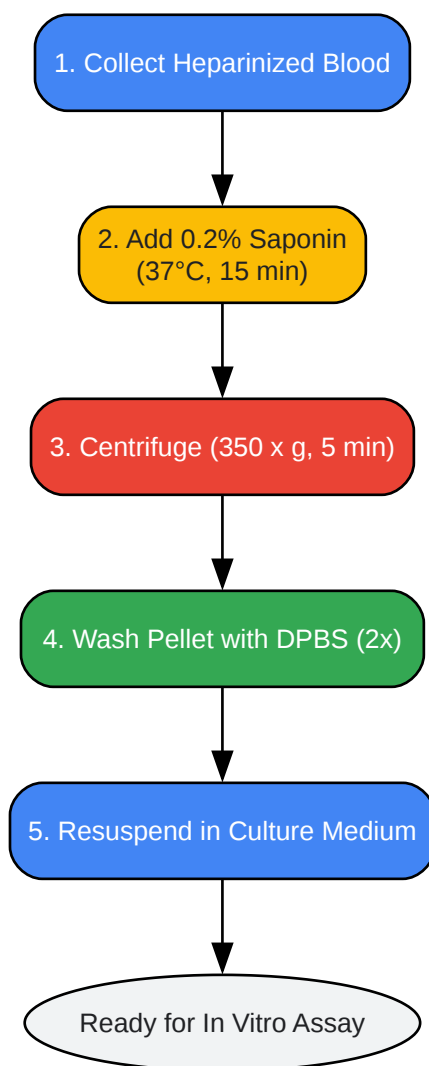 1. Collect Heparinized Blood
2. Add 0.2% Saponin
(37°C, 15 min)
3. Centrifuge (350 x g, 5 min)
4. Wash Pellet with DPBS (2x)
5. Resuspend in Culture Medium
Ready for In Vitro Assay